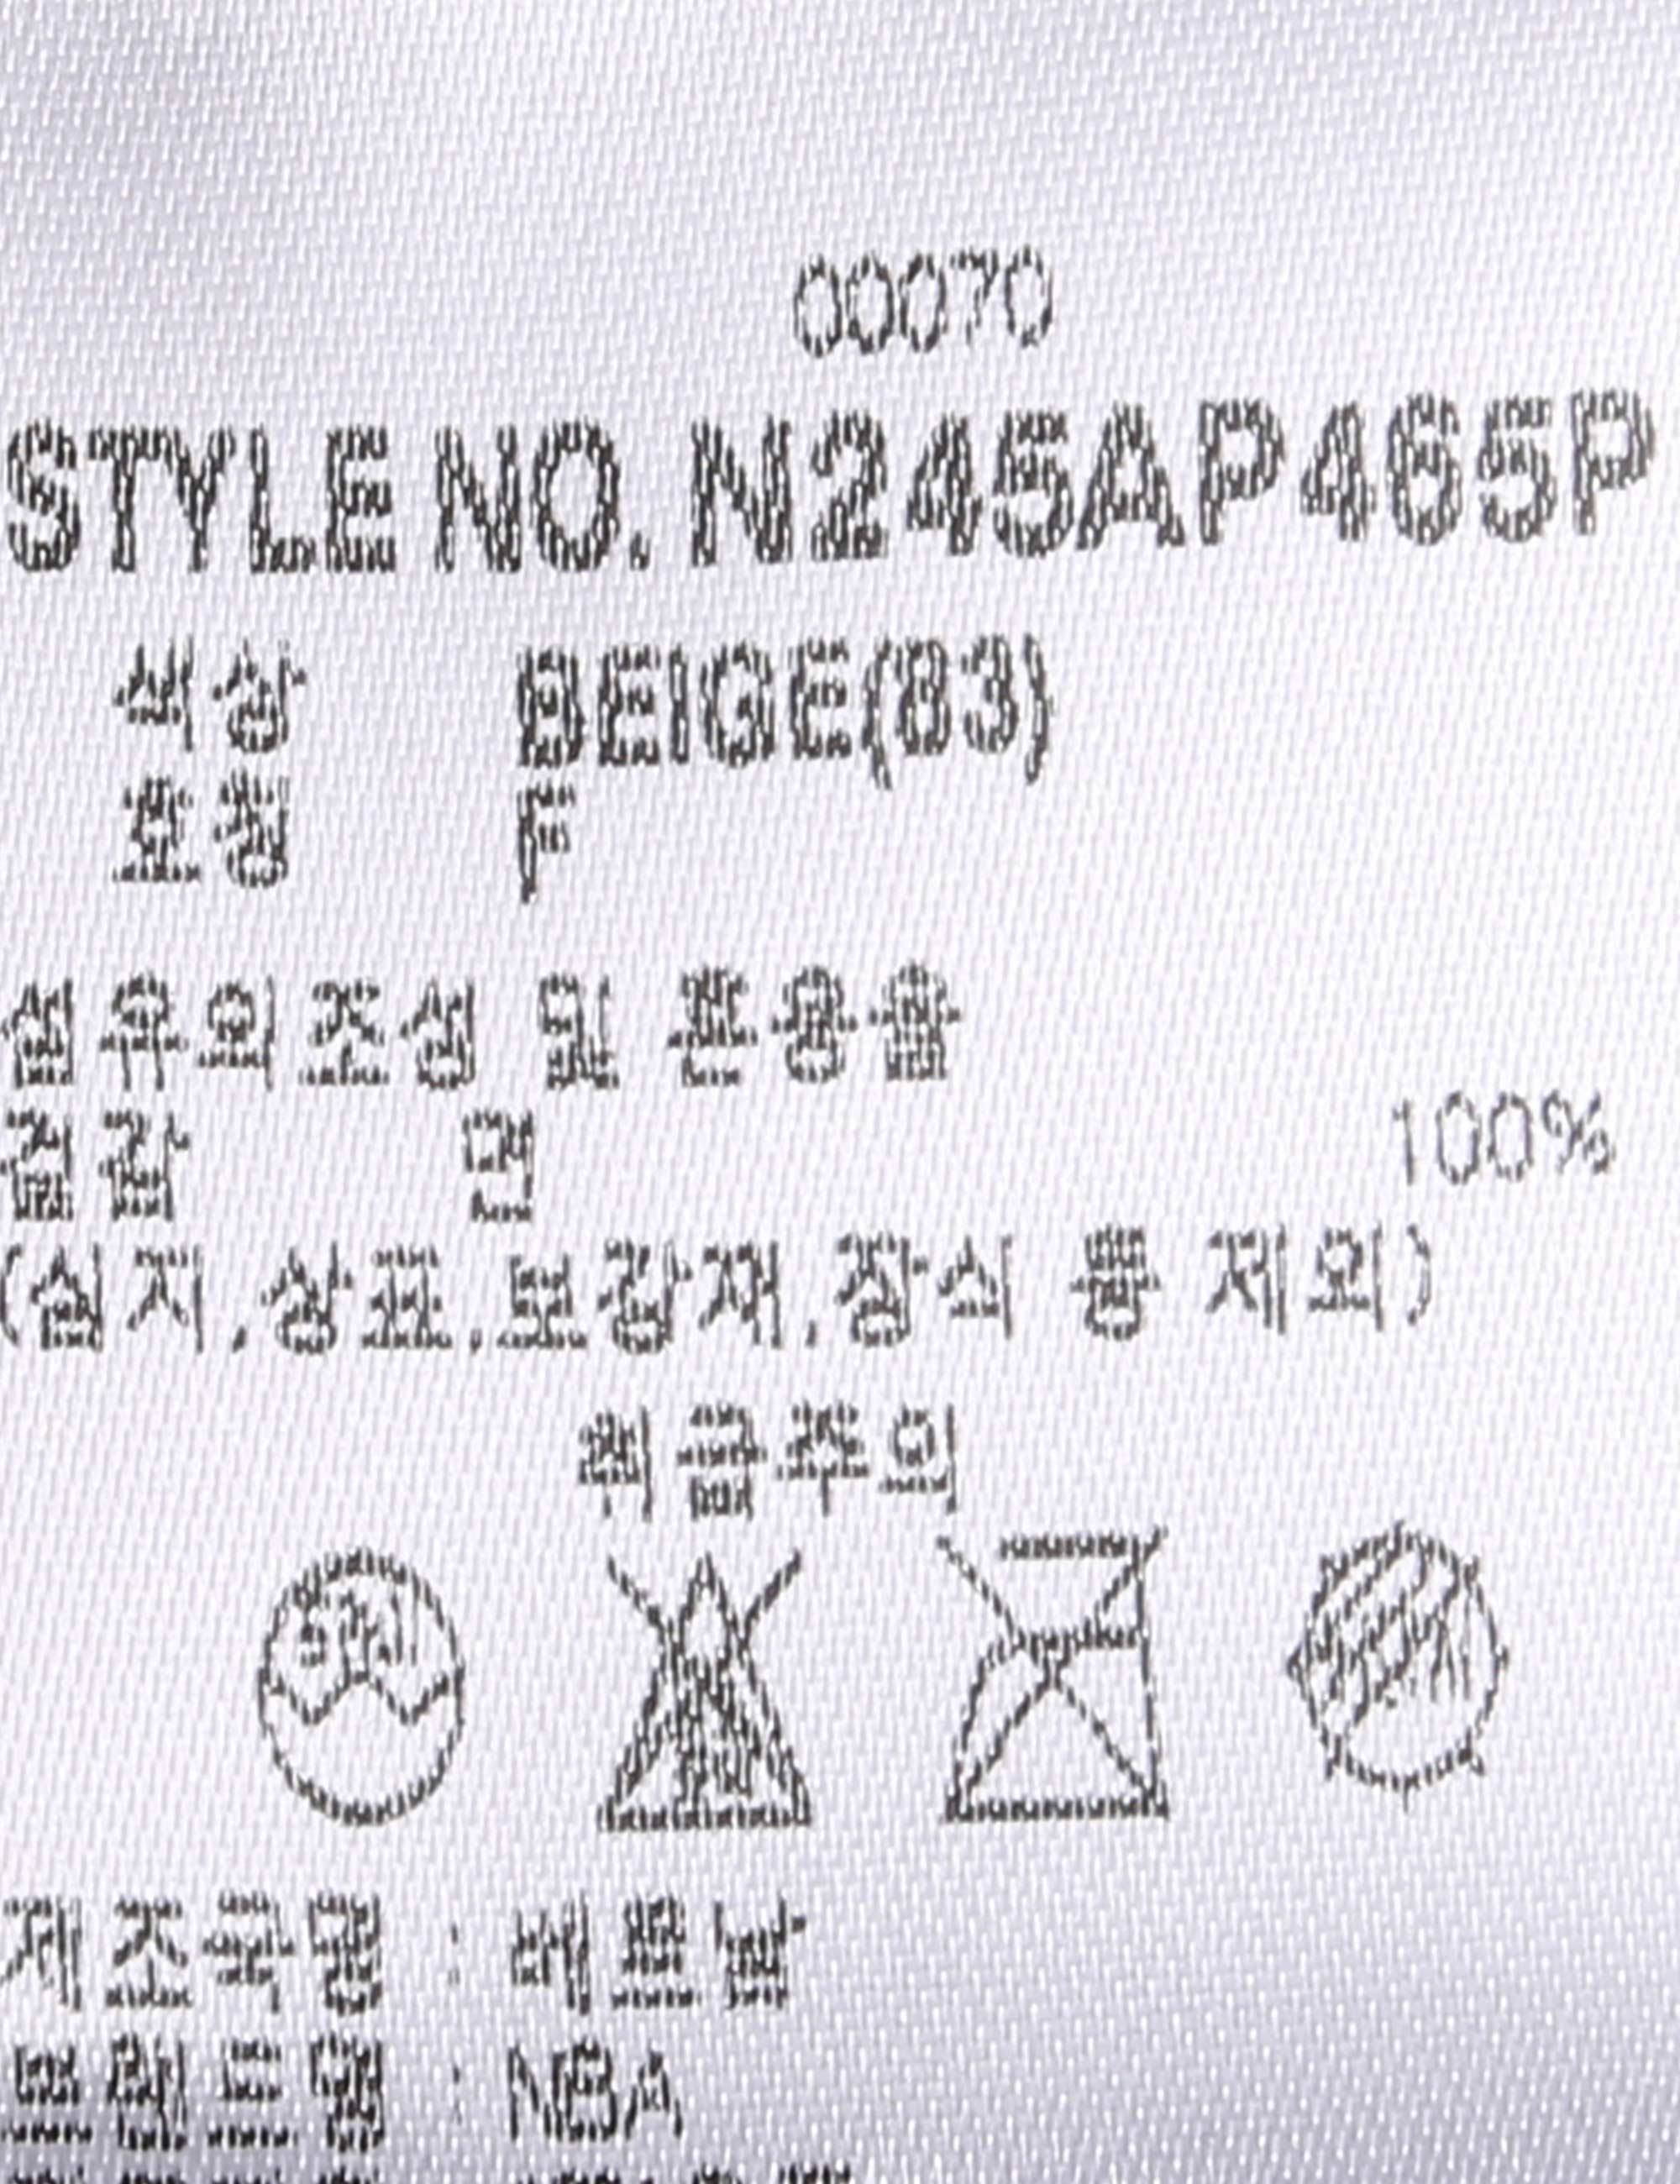 00070
STYLE NO. N245AP465P
색상 BEIGE(83)
호칭 F
섬유의조성 및 혼용율
겉감 면 100%
(심지,상표,보강재,장식 등 제외)
취급주의
제조국명 : 베트남
브랜드명 : NBA